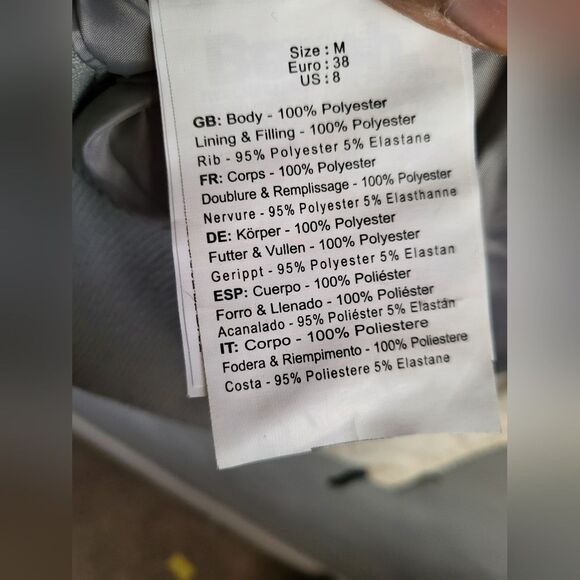 Size : M
Euro : 38
US : 8
GB: Body - 100% Polyester
Lining & Filling - 100% Polyester
Rib - 95% Polyester 5% Elastane
FR: Corps - 100% Polyester
Doublure & Remplissage - 100% Polyester
Nervure - 95% Polyester 5% Elasthanne
DE: Körper - 100% Polyester
Futter & Vullen - 100% Polyester
Gerippt - 95% Polyester 5% Elastan
ESP: Cuerpo - 100% Poliéster
Forro & Llenado - 100% Poliéster
Acanalado - 95% Poliéster 5% Elastán
IT: Corpo - 100% Poliestere
Fodera & Riempimento - 100% Poliestere
Costa - 95% Poliestere 5% Elastane